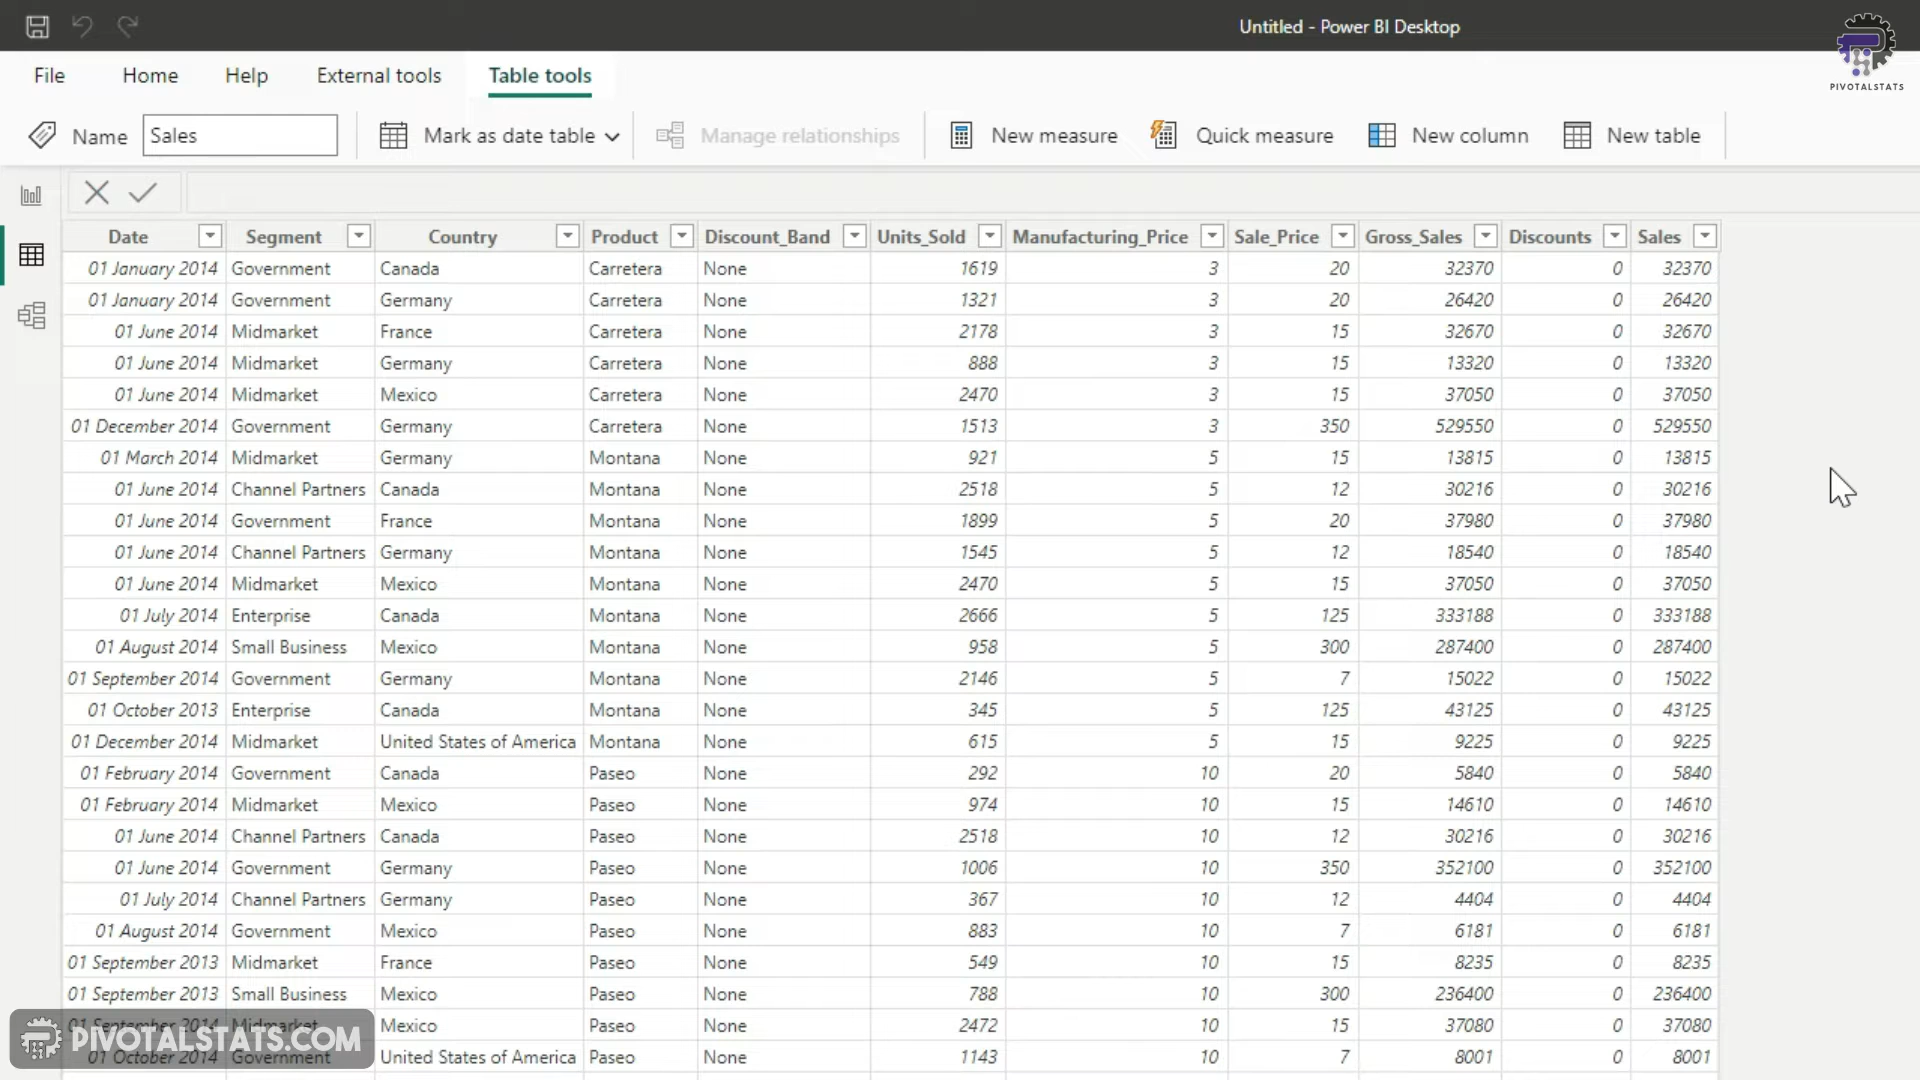 Untitled - Power BI Desktop
PIVOTALSTATS
File Home Help External tools Table tools
Name Sales Mark as date table Manage relationships New measure Quick measure New column New table
Date Segment Country Product Discount_Band Units_Sold Manufacturing_Price Sale_Price Gross_Sales Discounts Sales
01 January 2014 Government Canada Carretera None 1619 3 20 32370 0 32370
01 January 2014 Government Germany Carretera None 1321 3 20 26420 0 26420
01 June 2014 Midmarket France Carretera None 2178 3 15 32670 0 32670
01 June 2014 Midmarket Germany Carretera None 888 3 15 13320 0 13320
01 June 2014 Midmarket Mexico Carretera None 2470 3 15 37050 0 37050
01 December 2014 Government Germany Carretera None 1513 3 350 529550 0 529550
01 March 2014 Midmarket Germany Montana None 921 5 15 13815 0 13815
01 June 2014 Channel Partners Canada Montana None 2518 5 12 30216 0 30216
01 June 2014 Government France Montana None 1899 5 20 37980 0 37980
01 June 2014 Channel Partners Germany Montana None 1545 5 12 18540 0 18540
01 June 2014 Midmarket Mexico Montana None 2470 5 15 37050 0 37050
01 July 2014 Enterprise Canada Montana None 2666 5 125 333188 0 333188
01 August 2014 Small Business Mexico Montana None 958 5 300 287400 0 287400
01 September 2014 Government Germany Montana None 2146 5 7 15022 0 15022
01 October 2013 Enterprise Canada Montana None 345 5 125 43125 0 43125
01 December 2014 Midmarket United States of America Montana None 615 5 15 9225 0 9225
01 February 2014 Government Canada Paseo None 292 10 20 5840 0 5840
01 February 2014 Midmarket Mexico Paseo None 974 10 15 14610 0 14610
01 June 2014 Channel Partners Canada Paseo None 2518 10 12 30216 0 30216
01 June 2014 Government Germany Paseo None 1006 10 350 352100 0 352100
01 July 2014 Channel Partners Germany Paseo None 367 10 12 4404 0 4404
01 August 2014 Government Mexico Paseo None 883 10 7 6181 0 6181
01 September 2013 Midmarket France Paseo None 549 10 15 8235 0 8235
01 September 2013 Small Business Mexico Paseo None 788 10 300 236400 0 236400
01 September 2014 Midmarket Mexico Paseo None 2472 10 15 37080 0 37080
PIVOTALSTATS.COM
01 October 2014 Government United States of America Paseo None 1143 10 7 8001 0 8001